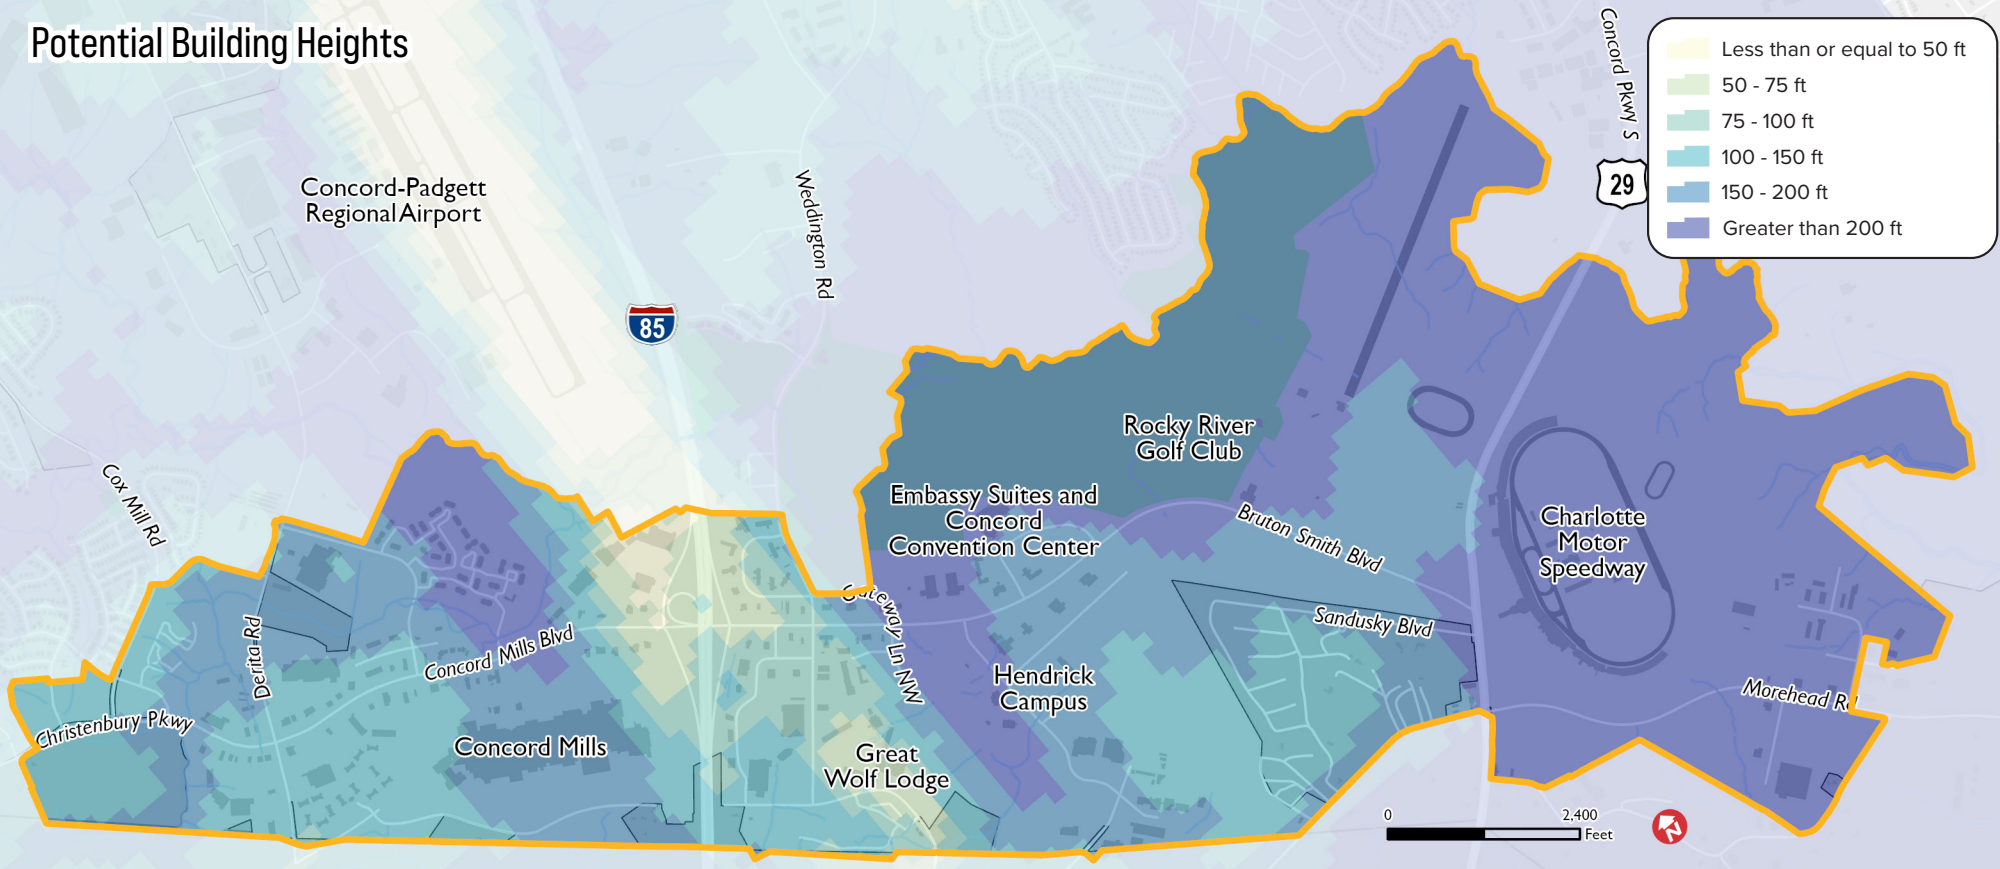 Potential Building Heights
Less than or equal to 50 ft
50 - 75 ft
75 - 100 ft
100 - 150 ft
150 - 200 ft
Greater than 200 ft
Concord Pkwy S
29
Concord-Padgett
Regional Airport
Weddington Rd
85
Rocky River
Golf Club
Cox Mill Rd
Embassy Suites and
Concord
Convention Center
Bruton Smith Blvd
Charlotte
Motor
Speedway
Gateway Ln NW
Sandusky Blvd
Derita Rd
Concord Mills Blvd
Hendrick
Campus
Morehead Rd
Christenbury Pkwy
Concord Mills
Great
Wolf Lodge
0
2,400
Feet
N